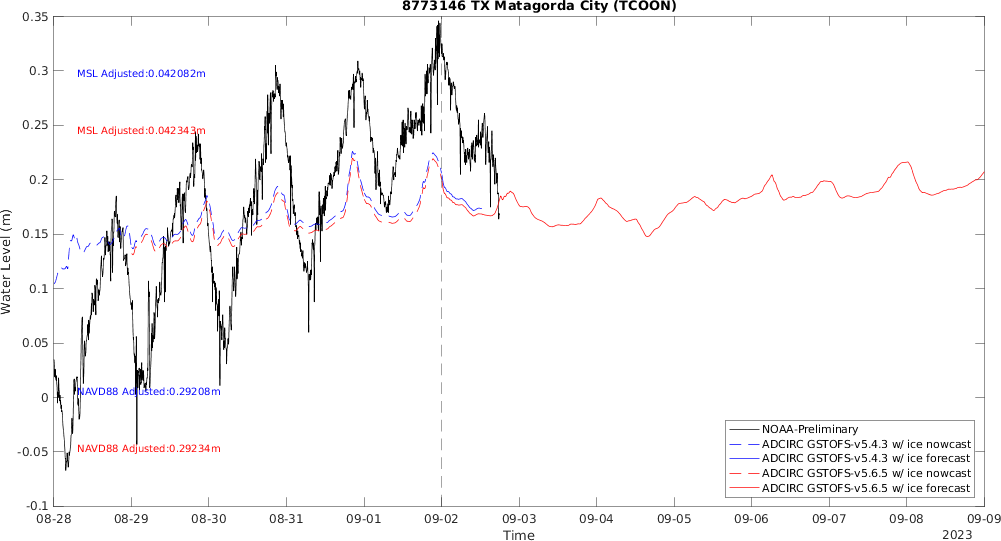 8773146 TX Matagorda City (TCOON)
0.35
0.3
0.25
0.2
0.15
0.1
0.05
0
-0.05
-0.1
Water Level (m)
MSL Adjusted:0.042082m
MSL Adjusted:0.042343m
NAVD88 Adjusted:0.29208m
NAVD88 Adjusted:0.29234m
NOAA-Preliminary
ADCIRC GSTOFS-v5.4.3 w/ ice nowcast
ADCIRC GSTOFS-v5.4.3 w/ ice forecast
ADCIRC GSTOFS-v5.6.5 w/ ice nowcast
ADCIRC GSTOFS-v5.6.5 w/ ice forecast
08-28 08-29 08-30 08-31 09-01 09-02 09-03 09-04 09-05 09-06 09-07 09-08 09-09
Time
2023